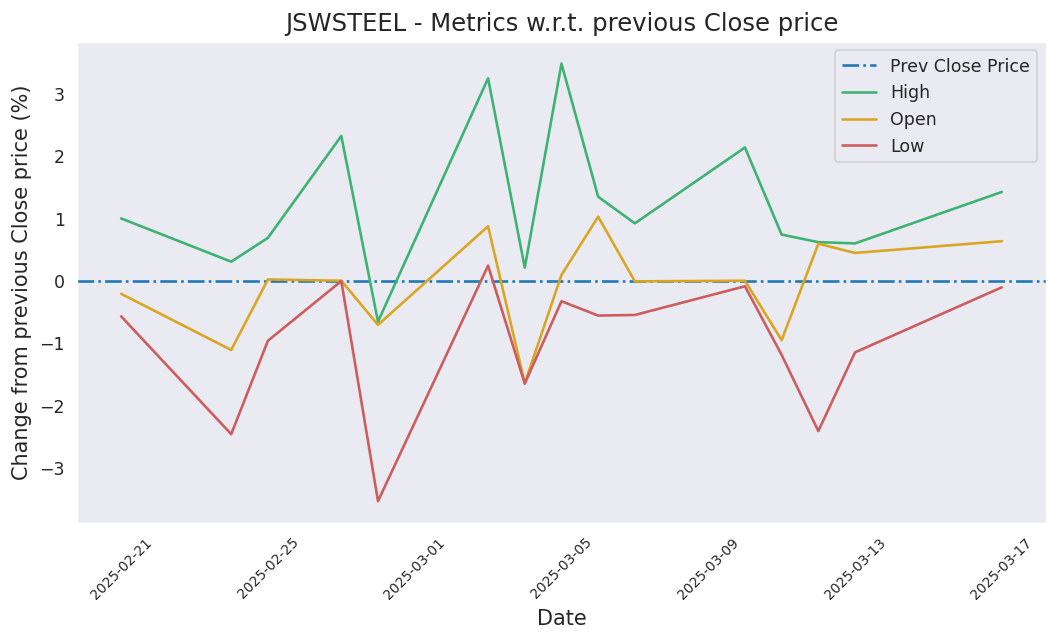 JSWSTEEL - Metrics w.r.t. previous Close price
Prev Close Price
High
Open
Low
Change from previous Close price (%)
3
2
1
0
−1
−2
−3
2025-02-21
2025-02-25
2025-03-01
2025-03-05
2025-03-09
2025-03-13
2025-03-17
Date